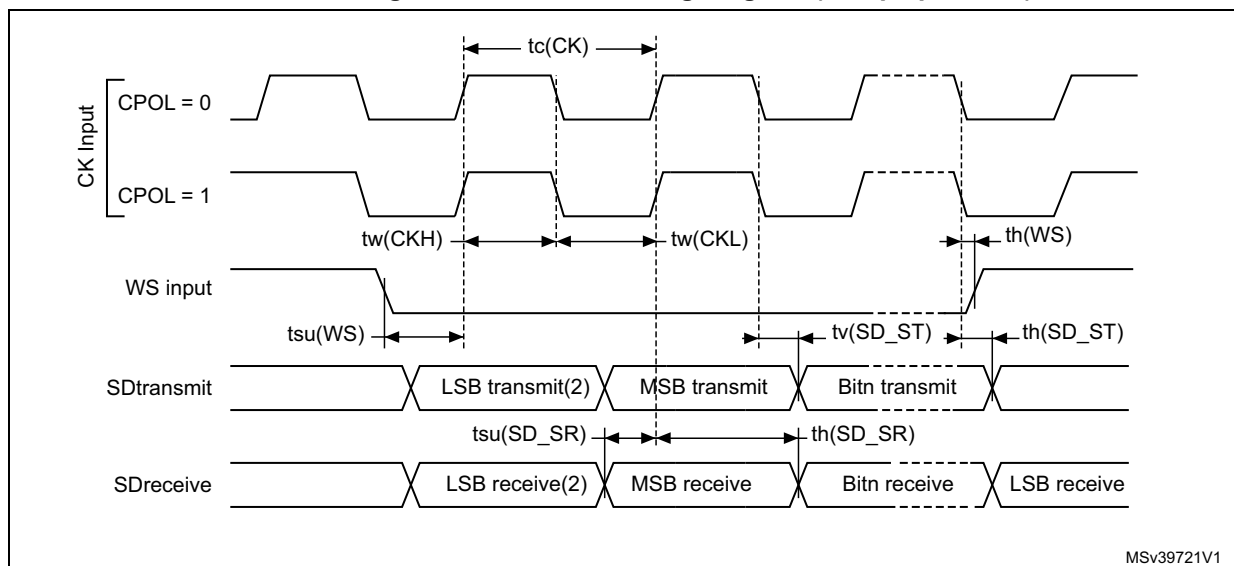 tc(CK)
CK Input
CPOL = 0
CPOL = 1
tw(CKH)
tw(CKL)
th(WS)
WS input
tsu(WS)
tv(SD_ST)
th(SD_ST)
SDtransmit
LSB transmit(2)
MSB transmit
Bitn transmit
tsu(SD_SR)
th(SD_SR)
SDreceive
LSB receive(2)
MSB receive
Bitn receive
LSB receive
MSv39721V1